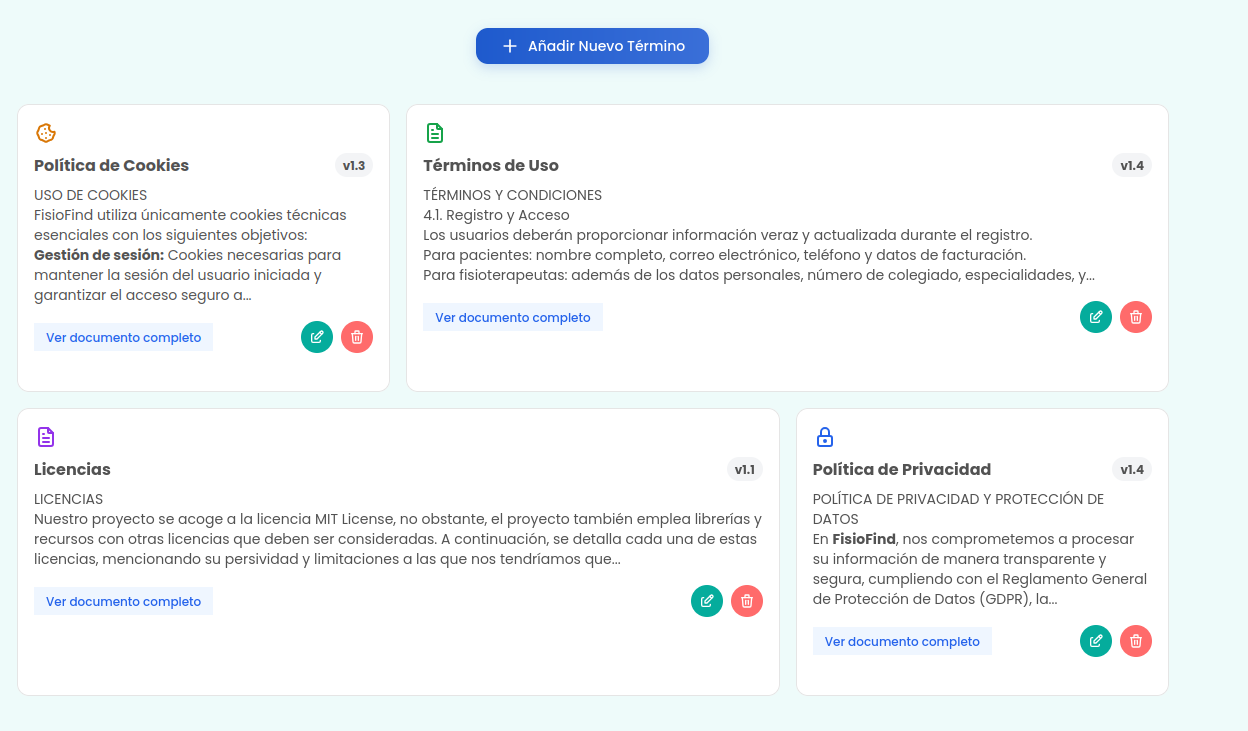 Añadir Nuevo Término
Política de Cookies
v1.3
USO DE COOKIES
FisioFind utiliza únicamente cookies técnicas
esenciales con los siguientes objetivos:
Gestión de sesión: Cookies necesarias para
mantener la sesión del usuario iniciada y
garantizar el acceso seguro a...
Ver documento completo
Términos de Uso
v1.4
TÉRMINOS Y CONDICIONES
4.1. Registro y Acceso
Los usuarios deberán proporcionar información veraz y actualizada durante el registro.
Para pacientes: nombre completo, correo electrónico, teléfono y datos de facturación.
Para fisioterapeutas: además de los datos personales, número de colegiado, especialidades, y...
Ver documento completo
Licencias
v1.1
LICENCIAS
Nuestro proyecto se acoge a la licencia MIT License, no obstante, el proyecto también emplea librerías y
recursos con otras licencias que deben ser consideradas. A continuación, se detalla cada una de estas
licencias, mencionando su persividad y limitaciones a las que nos tendríamos que...
Ver documento completo
Política de Privacidad
v1.4
POLÍTICA DE PRIVACIDAD Y PROTECCIÓN DE
DATOS
En FisioFind, nos comprometemos a procesar
su información de manera transparente y
segura, cumpliendo con el Reglamento General
de Protección de Datos (GDPR), la...
Ver documento completo